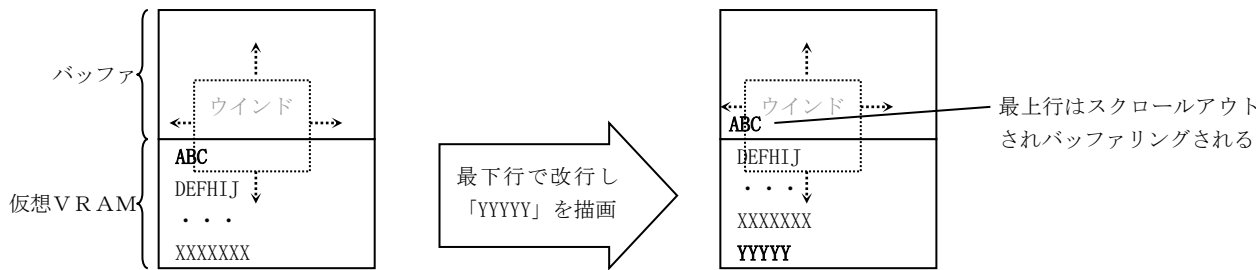 バッファ
仮想ＶＲＡＭ
ウインド
ABC
DEFHIJ
・・・
XXXXXXX
最下行で改行し
「YYYYY」を描画
ウインド
ABC
DEFHIJ
・・・
XXXXXXX
YYYYY
最上行はスクロールアウト
されバッファリングされる